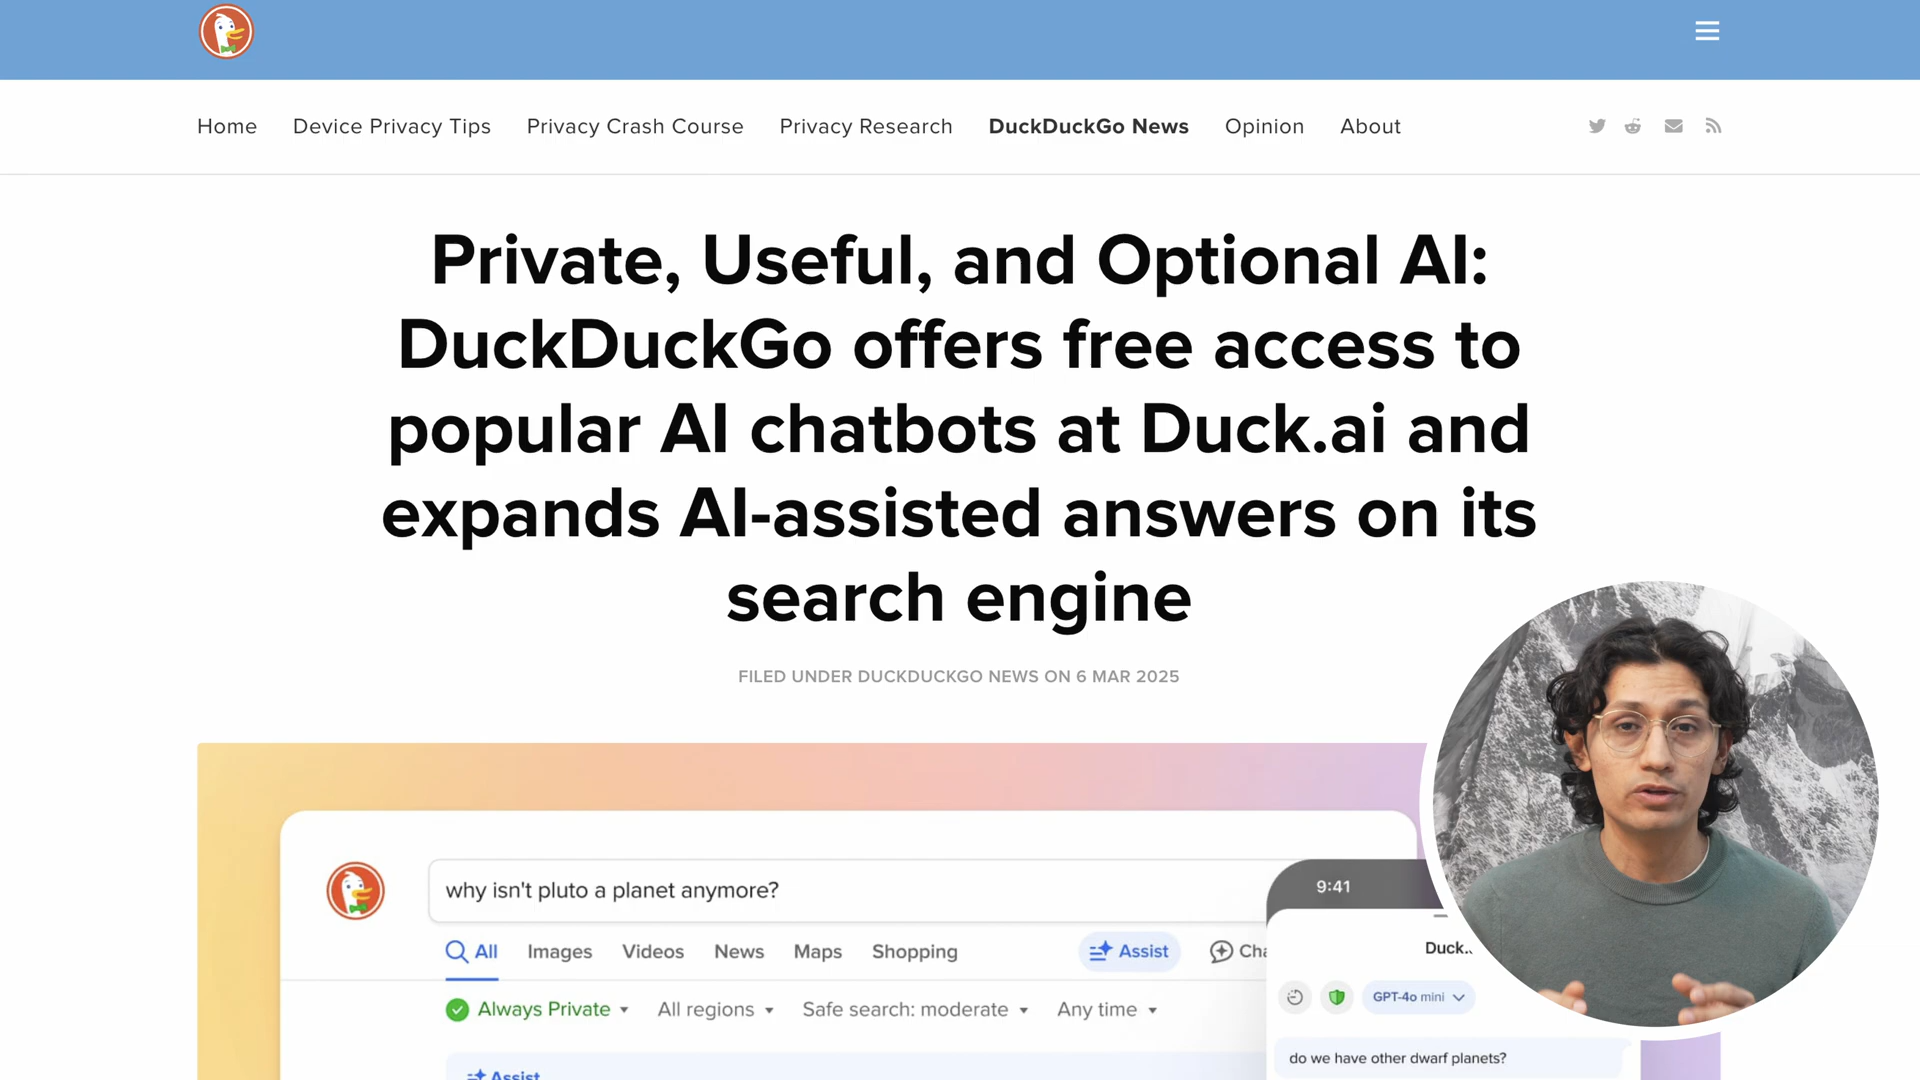 Home Device Privacy Tips Privacy Crash Course Privacy Research DuckDuckGo News Opinion About
Private, Useful, and Optional AI:
DuckDuckGo offers free access to
popular AI chatbots at Duck.ai and
expands AI-assisted answers on its
search engine
FILED UNDER DUCKDUCKGO NEWS ON 6 MAR 2025
why isn't pluto a planet anymore?
All Images Videos News Maps Shopping Assist Cha
Always Private All regions Safe search: moderate Any time
Assist
9:41
Duck.
GPT-4o mini
do we have other dwarf planets?